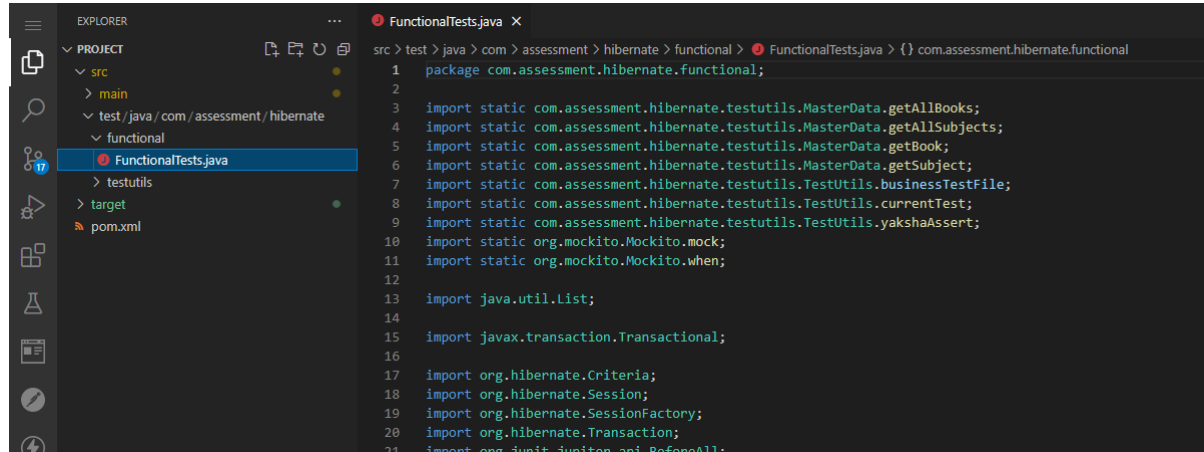 EXPLORER
PROJECT
src
main
test/java/com/assessment/hibernate
functional
FunctionalTests.java
testutils
target
pom.xml
17
FunctionalTests.java
src > test > java > com > assessment > hibernate > functional > FunctionalTests.java > {} com.assessment.hibernate.functional
1 package com.assessment.hibernate.functional;
2
3 import static com.assessment.hibernate.testutils.MasterData.getAllBooks;
4 import static com.assessment.hibernate.testutils.MasterData.getAllSubjects;
5 import static com.assessment.hibernate.testutils.MasterData.getBook;
6 import static com.assessment.hibernate.testutils.MasterData.getSubject;
7 import static com.assessment.hibernate.testutils.TestUtils.businessTestFile;
8 import static com.assessment.hibernate.testutils.TestUtils.currentTest;
9 import static com.assessment.hibernate.testutils.TestUtils.yakshaAssert;
10 import static org.mockito.Mockito.mock;
11 import static org.mockito.Mockito.when;
12
13 import java.util.List;
14
15 import javax.transaction.Transactional;
16
17 import org.hibernate.Criteria;
18 import org.hibernate.Session;
19 import org.hibernate.SessionFactory;
20 import org.hibernate.Transaction;
21 import org.junit.jupiter.api.BeforeAll;